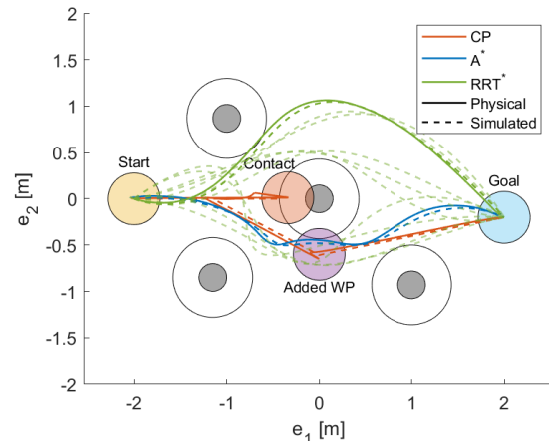 2
1.5
1
0.5
0
-0.5
-1
-1.5
-2
e2 [m]
-2
-1
0
1
2
e1 [m]
CP
A*
RRT*
Physical
Simulated
Start
Contact
Goal
Added WP